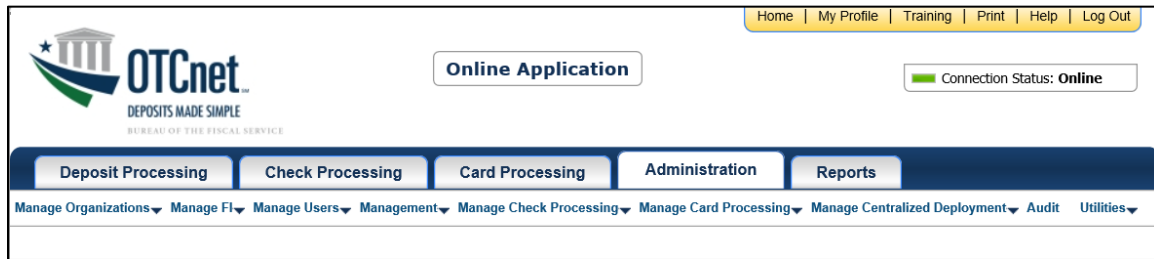 Home | My Profile | Training | Print | Help | Log Out
OTCnet SM
DEPOSITS MADE SIMPLE
BUREAU OF THE FISCAL SERVICE
Online Application
Connection Status: Online
Deposit Processing Check Processing Card Processing Administration Reports
Manage Organizations Manage FI Manage Users Management Manage Check Processing Manage Card Processing Manage Centralized Deployment Audit Utilities